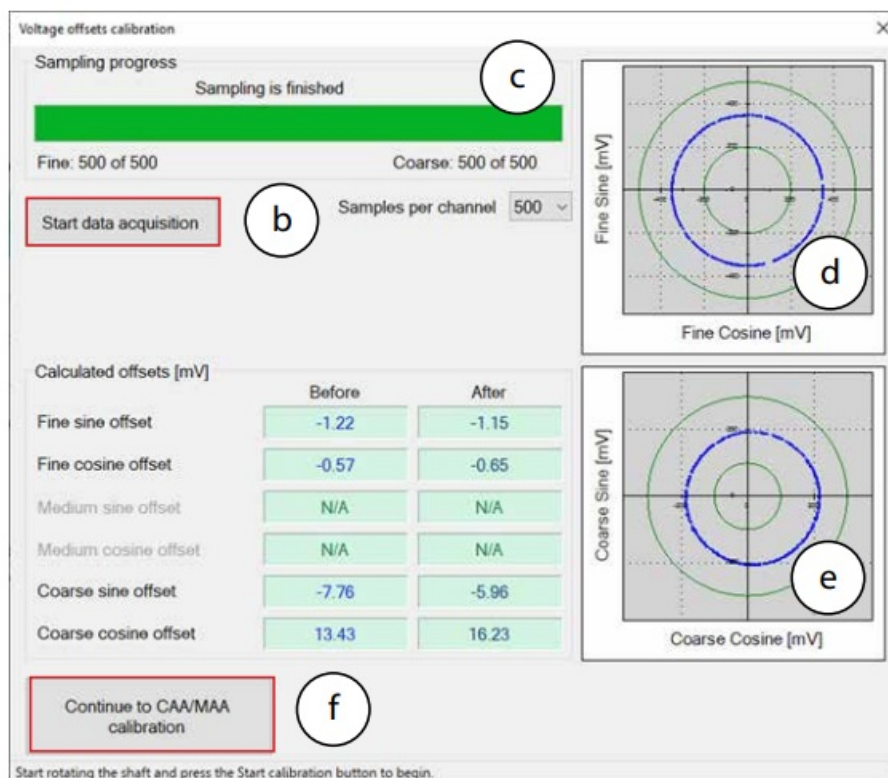 Voltage offsets calibration
Sampling progress
c
Sampling is finished
Fine: 500 of 500
Coarse: 500 of 500
Start data acquisition
b
Samples per channel
500
Fine Sine [mV]
d
Fine Cosine [mV]
Calculated offsets [mV]
Before
After
Fine sine offset
-1.22
-1.15
Fine cosine offset
-0.57
-0.65
Medium sine offset
N/A
N/A
Medium cosine offset
N/A
N/A
Coarse sine offset
-7.76
-5.96
Coarse cosine offset
13.43
16.23
Coarse Sine [mV]
e
Coarse Cosine [mV]
Continue to CAA/MAA
calibration
f
Start rotating the shaft and press the Start calibration button to begin.